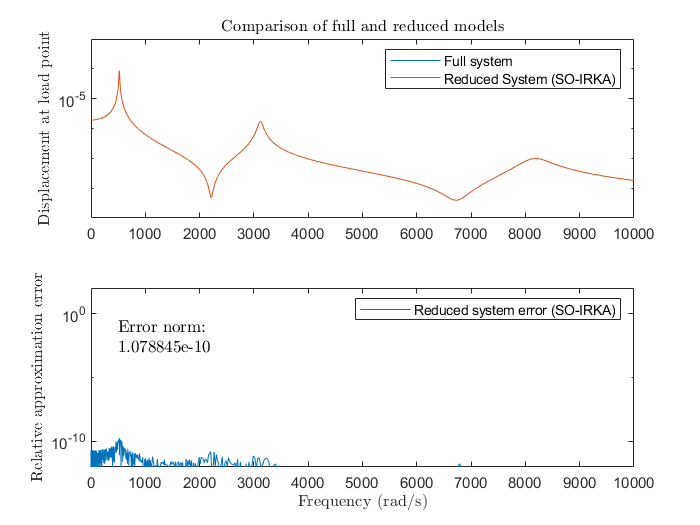 Comparison of full and reduced models
Displacement at load point
10^-5
Full system
Reduced System (SO-IRKA)
0 1000 2000 3000 4000 5000 6000 7000 8000 9000 10000
Relative approximation error
10^0
10^-10
Error norm:
1.078845e-10
Reduced system error (SO-IRKA)
0 1000 2000 3000 4000 5000 6000 7000 8000 9000 10000
Frequency (rad/s)